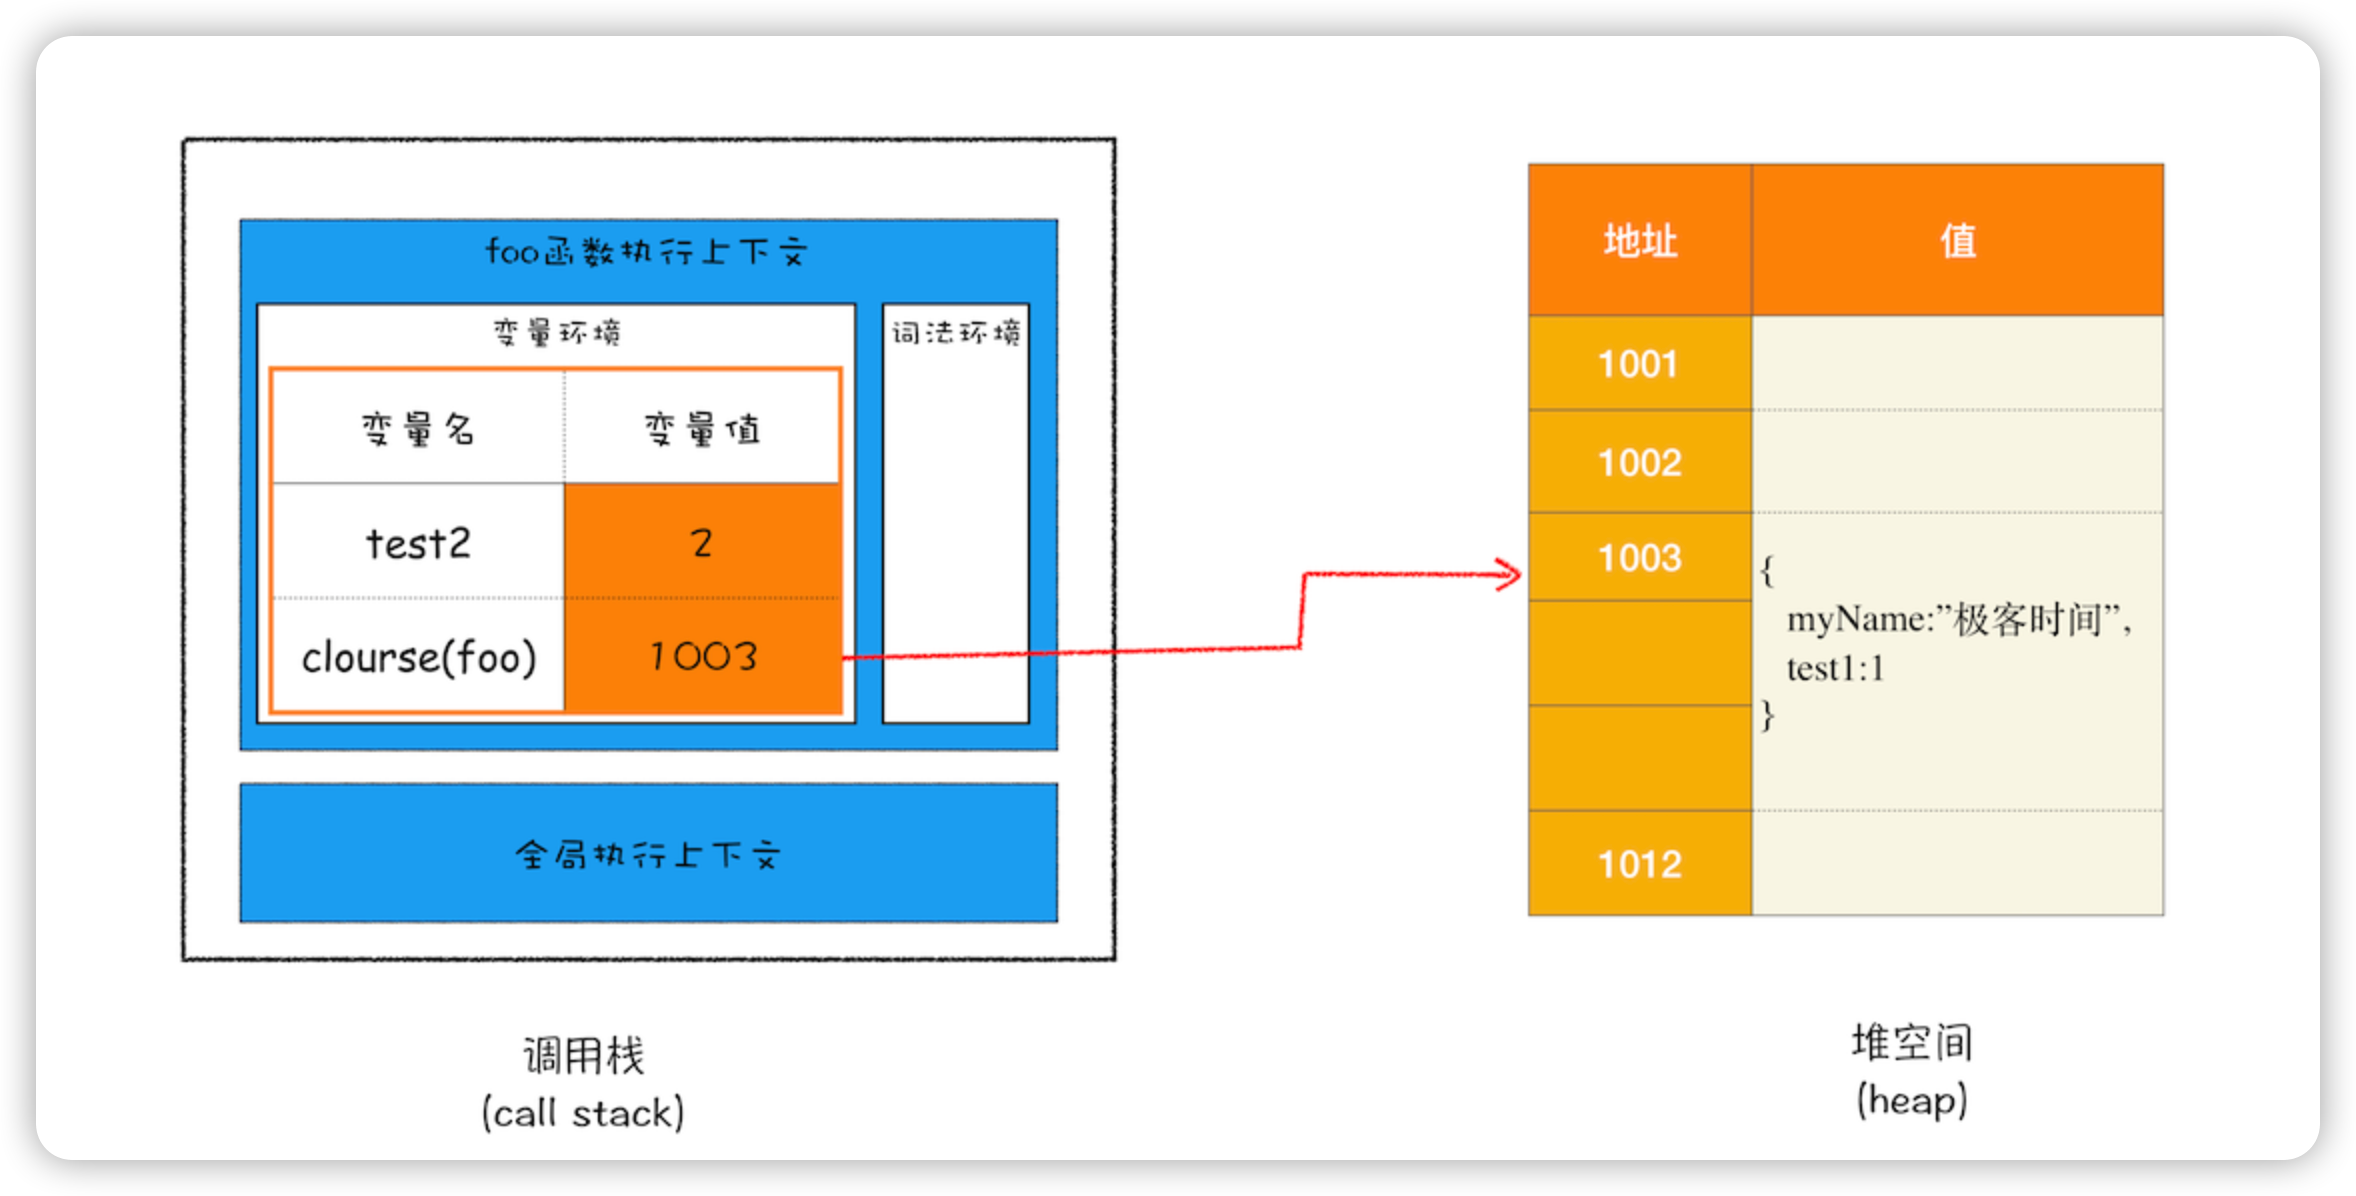 foo函数执行上下文
变量环境
词法环境
变量名
变量值
test2
2
clourse(foo)
1003
全局执行上下文
调用栈
(call stack)
地址
值
1001
1002
1003
{
myName:”极客时间”,
test1:1
}
1012
堆空间
(heap)